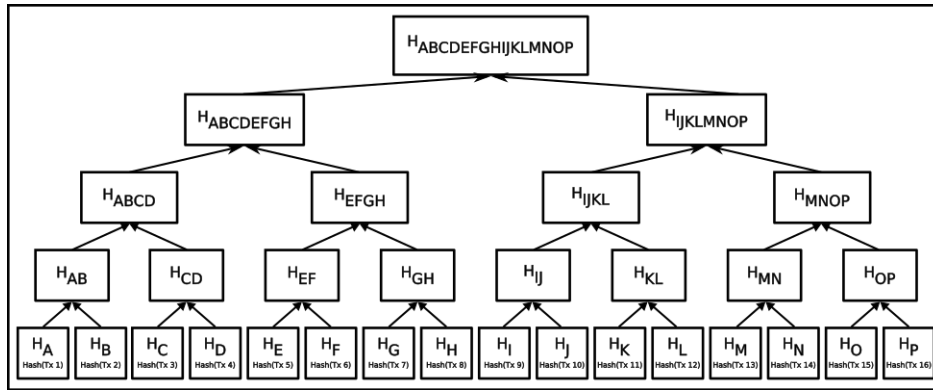 HABCDEFGHIJKLMNOP
HABCDEFGH
HIJKLMNOP
HABCD
HEFGH
HIJKL
HMNOP
HAB
HCD
HEF
HGH
HIJ
HKL
HMN
HOP
HA
Hash(Tx 1)
HB
Hash(Tx 2)
HC
Hash(Tx 3)
HD
Hash(Tx 4)
HE
Hash(Tx 5)
HF
Hash(Tx 6)
HG
Hash(Tx 7)
HH
Hash(Tx 8)
HI
Hash(Tx 9)
HJ
Hash(Tx 10)
HK
Hash(Tx 11)
HL
Hash(Tx 12)
HM
Hash(Tx 13)
HN
Hash(Tx 14)
HO
Hash(Tx 15)
HP
Hash(Tx 16)